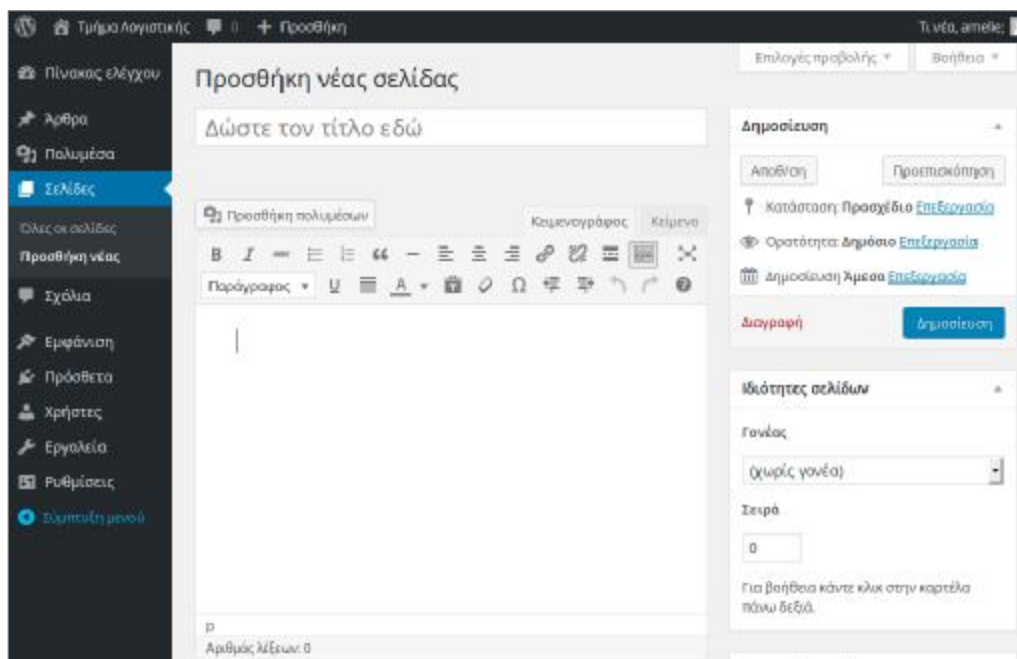 Τμήμα Λογιστικής 0 + Προσθήκη
Τι νέα, amelie;
Πίνακας ελέγχου
Άρθρα
Πολυμέσα
Σελίδες
Όλες οι σελίδες
Προσθήκη νέας
Σχόλια
Εμφάνιση
Πρόσθετα
Χρήστες
Εργαλεία
Ρυθμίσεις
Σύμπτυξη μενού
Επιλογές προβολής
Βοήθεια
Προσθήκη νέας σελίδας
Δώστε τον τίτλο εδώ
Προσθήκη πολυμέσων
Κειμενογράφος Κείμενο
B I
Παράγραφος U A Ω
p
Αριθμός λέξεων: 0
Δημοσίευση
Αποθ/ση Προεπισκόπηση
Κατάσταση: Προσχέδιο Επεξεργασία
Ορατότητα: Δημόσιο Επεξεργασία
Δημοσίευση Άμεσα Επεξεργασία
Διαγραφή Δημοσίευση
Ιδιότητες σελίδων
Γονέας
(χωρίς γονέα)
Σειρά
0
Για βοήθεια κάντε κλικ στην καρτέλα
πάνω δεξιά.